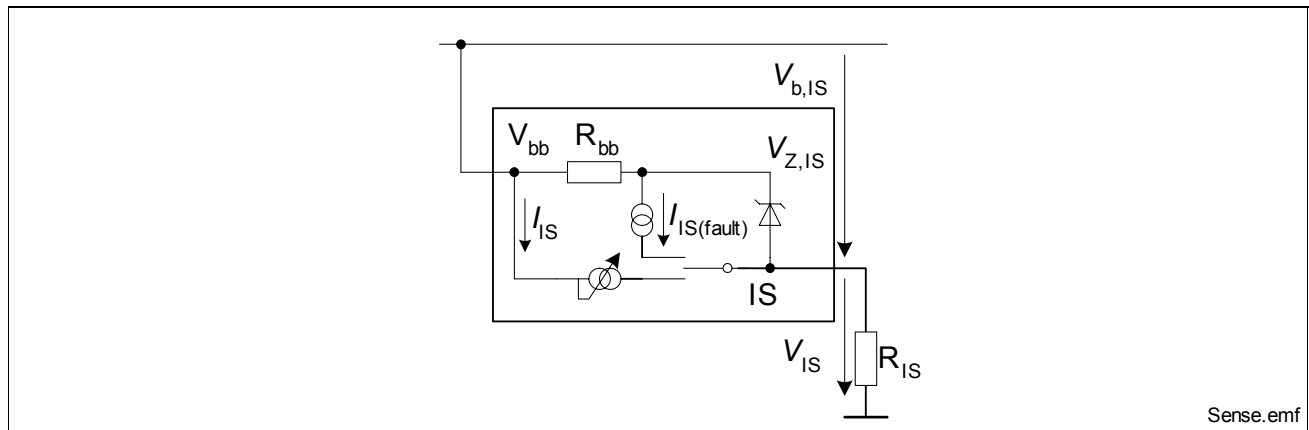 V_b,IS
V_bb
R_bb
V_Z,IS
I_IS
I_IS(fault)
IS
V_IS
R_IS
Sense.emf